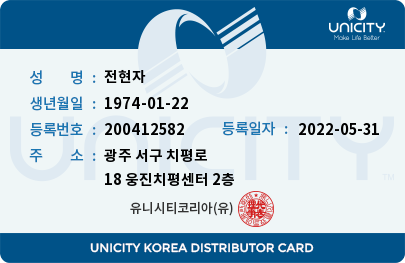 UNICITY
Make Life Better
성 명 : 전현자
생년월일 : 1974-01-22
등록번호 : 200412582 등록일자 : 2022-05-31
주 소 : 광주 서구 치평로
18 웅진치평센터 2층
유니시티코리아(유)
UNICITY
UNICITY KOREA DISTRIBUTOR CARD